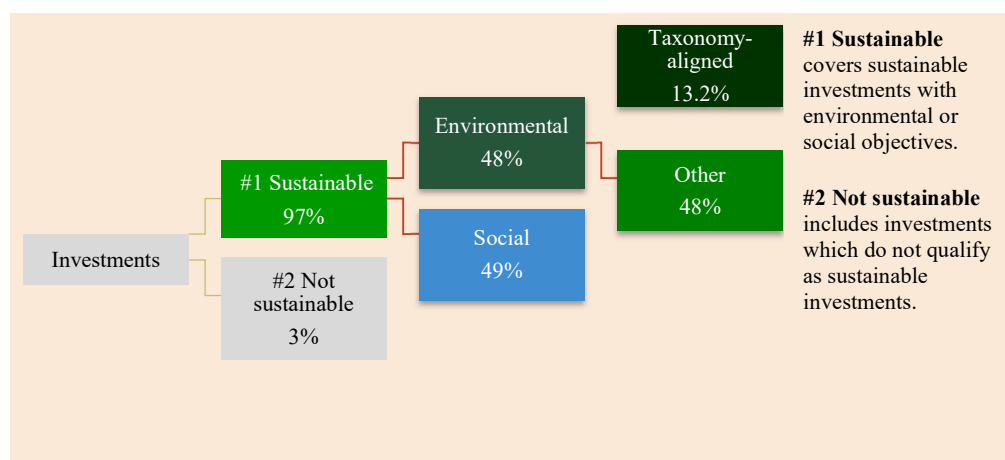 Investments
#1 Sustainable
97%
#2 Not
sustainable
3%
Environmental
48%
Social
49%
Taxonomy-
aligned
13.2%
Other
48%
#1 Sustainable
covers sustainable
investments with
environmental or
social objectives.
#2 Not sustainable
includes investments
which do not qualify
as sustainable
investments.